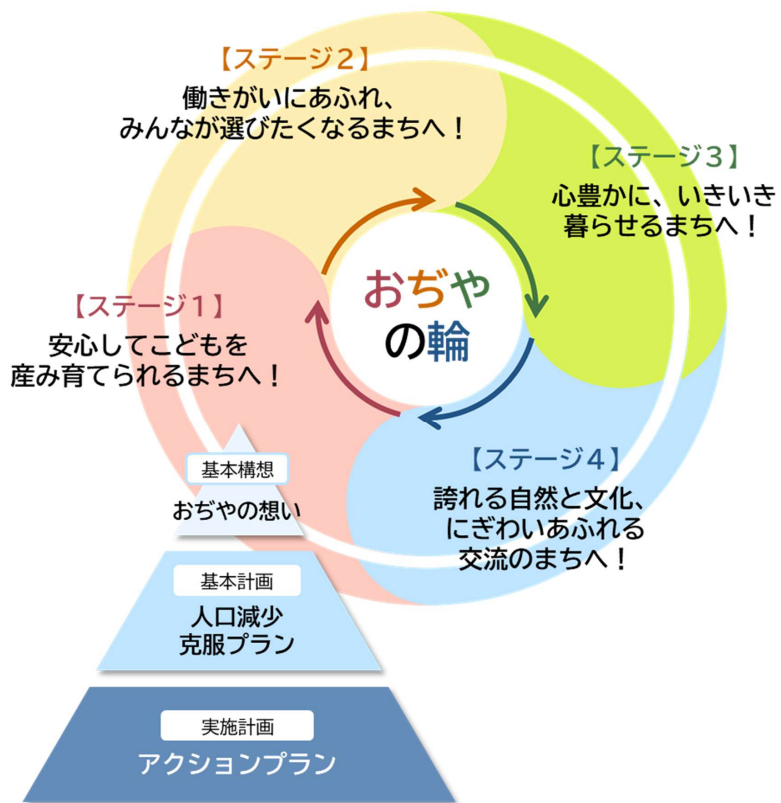 【ステージ2】
働きがいにあふれ、
みんなが選びたくなるまちへ！
【ステージ3】
心豊かに、いきいき
暮らせるまちへ！
おぢや
の輪
【ステージ1】
安心してこどもを
産み育てられるまちへ！
【ステージ4】
誇れる自然と文化、
にぎわいあふれる
交流のまちへ！
基本構想
おぢやの想い
基本計画
人口減少
克服プラン
実施計画
アクションプラン